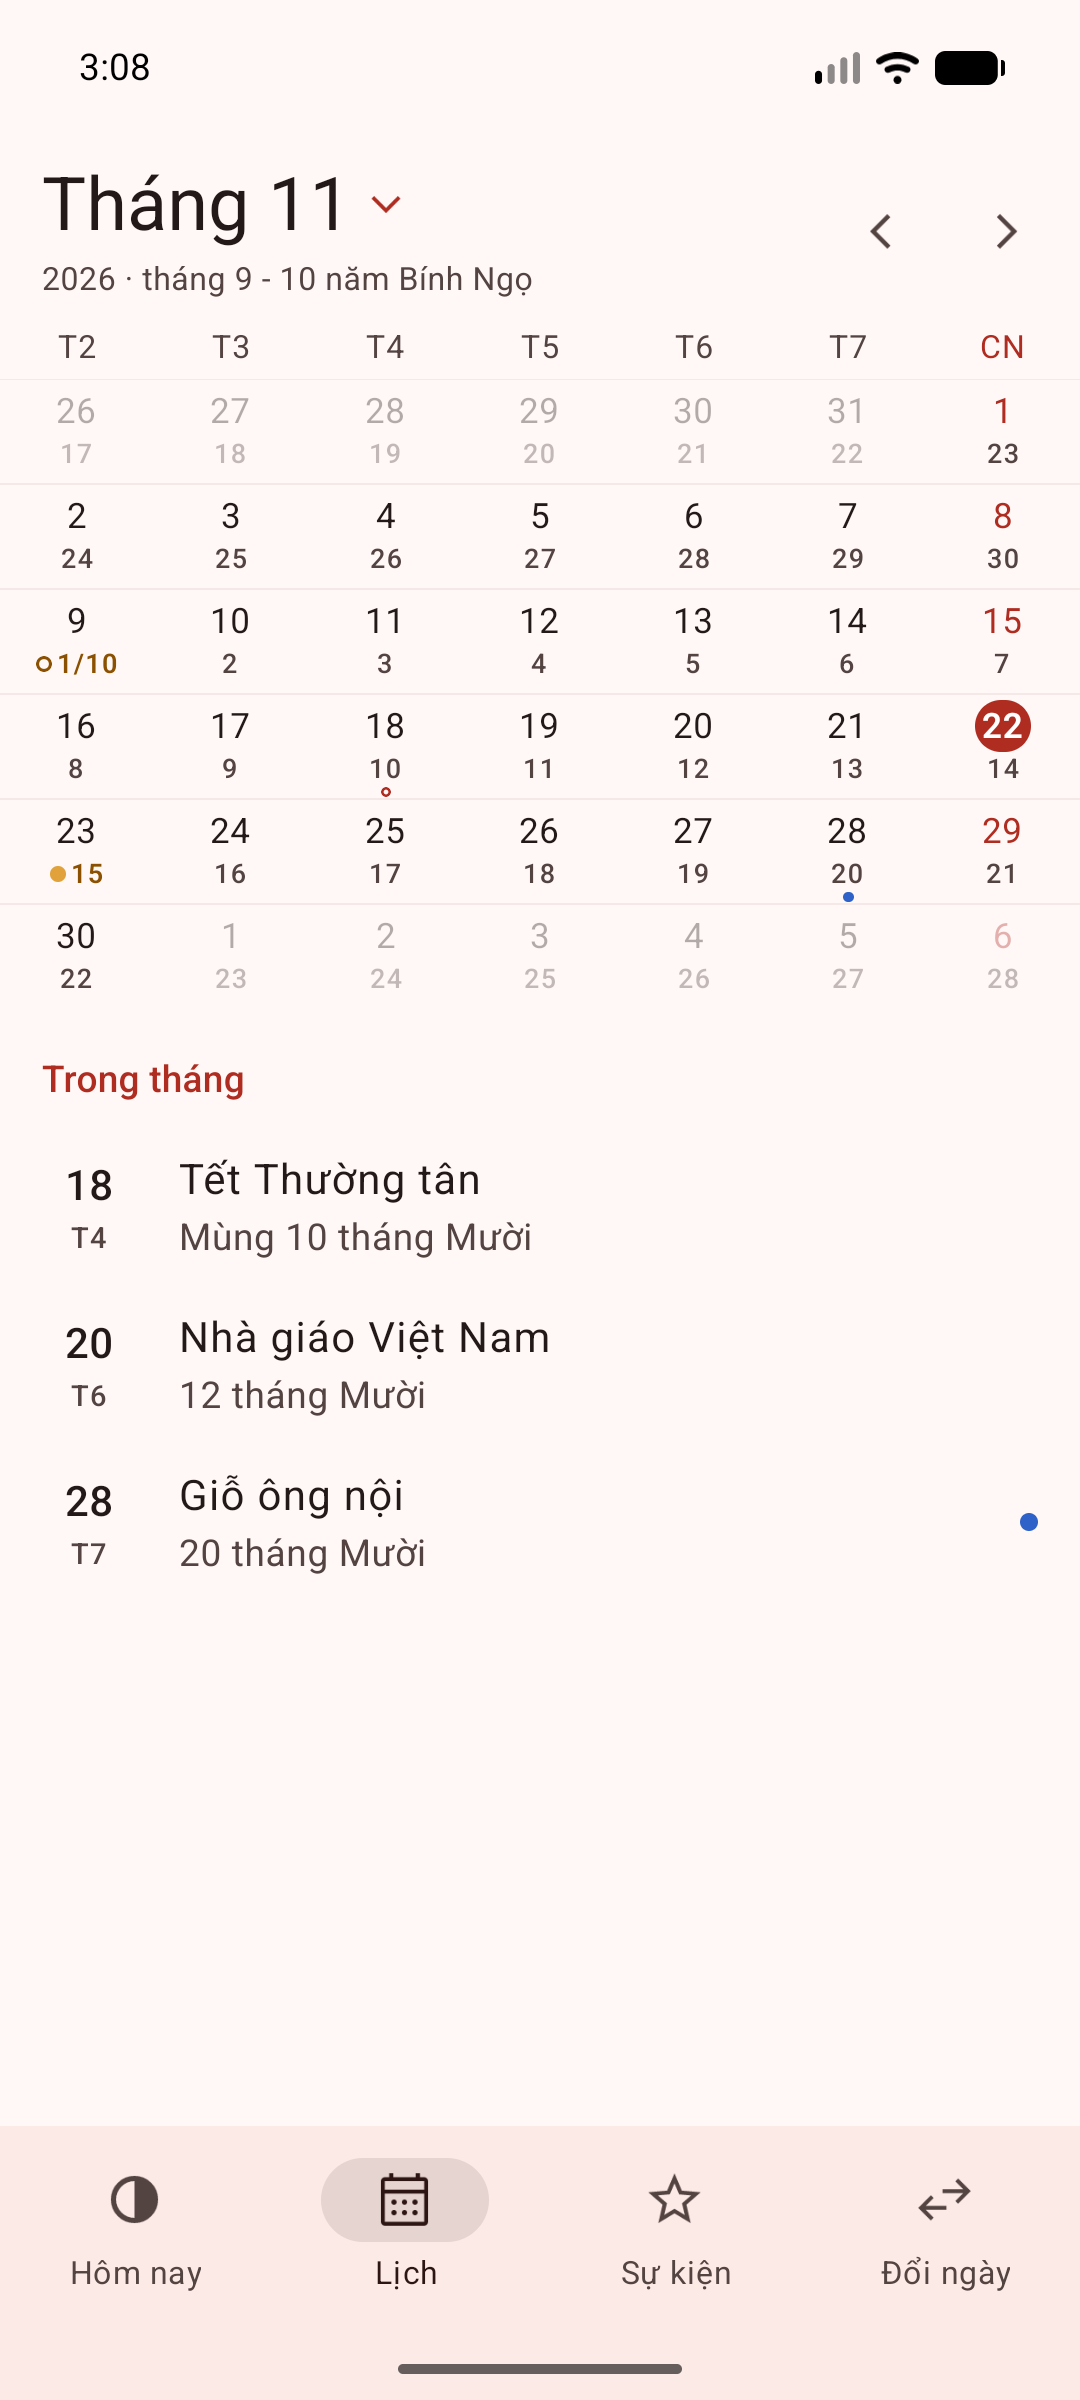 3:08
Tháng 11
2026 · tháng 9 - 10 năm Bính Ngọ
T2 T3 T4 T5 T6 T7 CN
26 27 28 29 30 31 1
17 18 19 20 21 22 23
2 3 4 5 6 7 8
24 25 26 27 28 29 30
9 10 11 12 13 14 15
1/10 2 3 4 5 6 7
16 17 18 19 20 21 22
8 9 10 11 12 13 14
23 24 25 26 27 28 29
15 16 17 18 19 20 21
30 1 2 3 4 5 6
22 23 24 25 26 27 28
Trong tháng
18 Tết Thường tân
T4 Mùng 10 tháng Mười
20 Nhà giáo Việt Nam
T6 12 tháng Mười
28 Giỗ ông nội
T7 20 tháng Mười
Hôm nay Lịch Sự kiện Đổi ngày